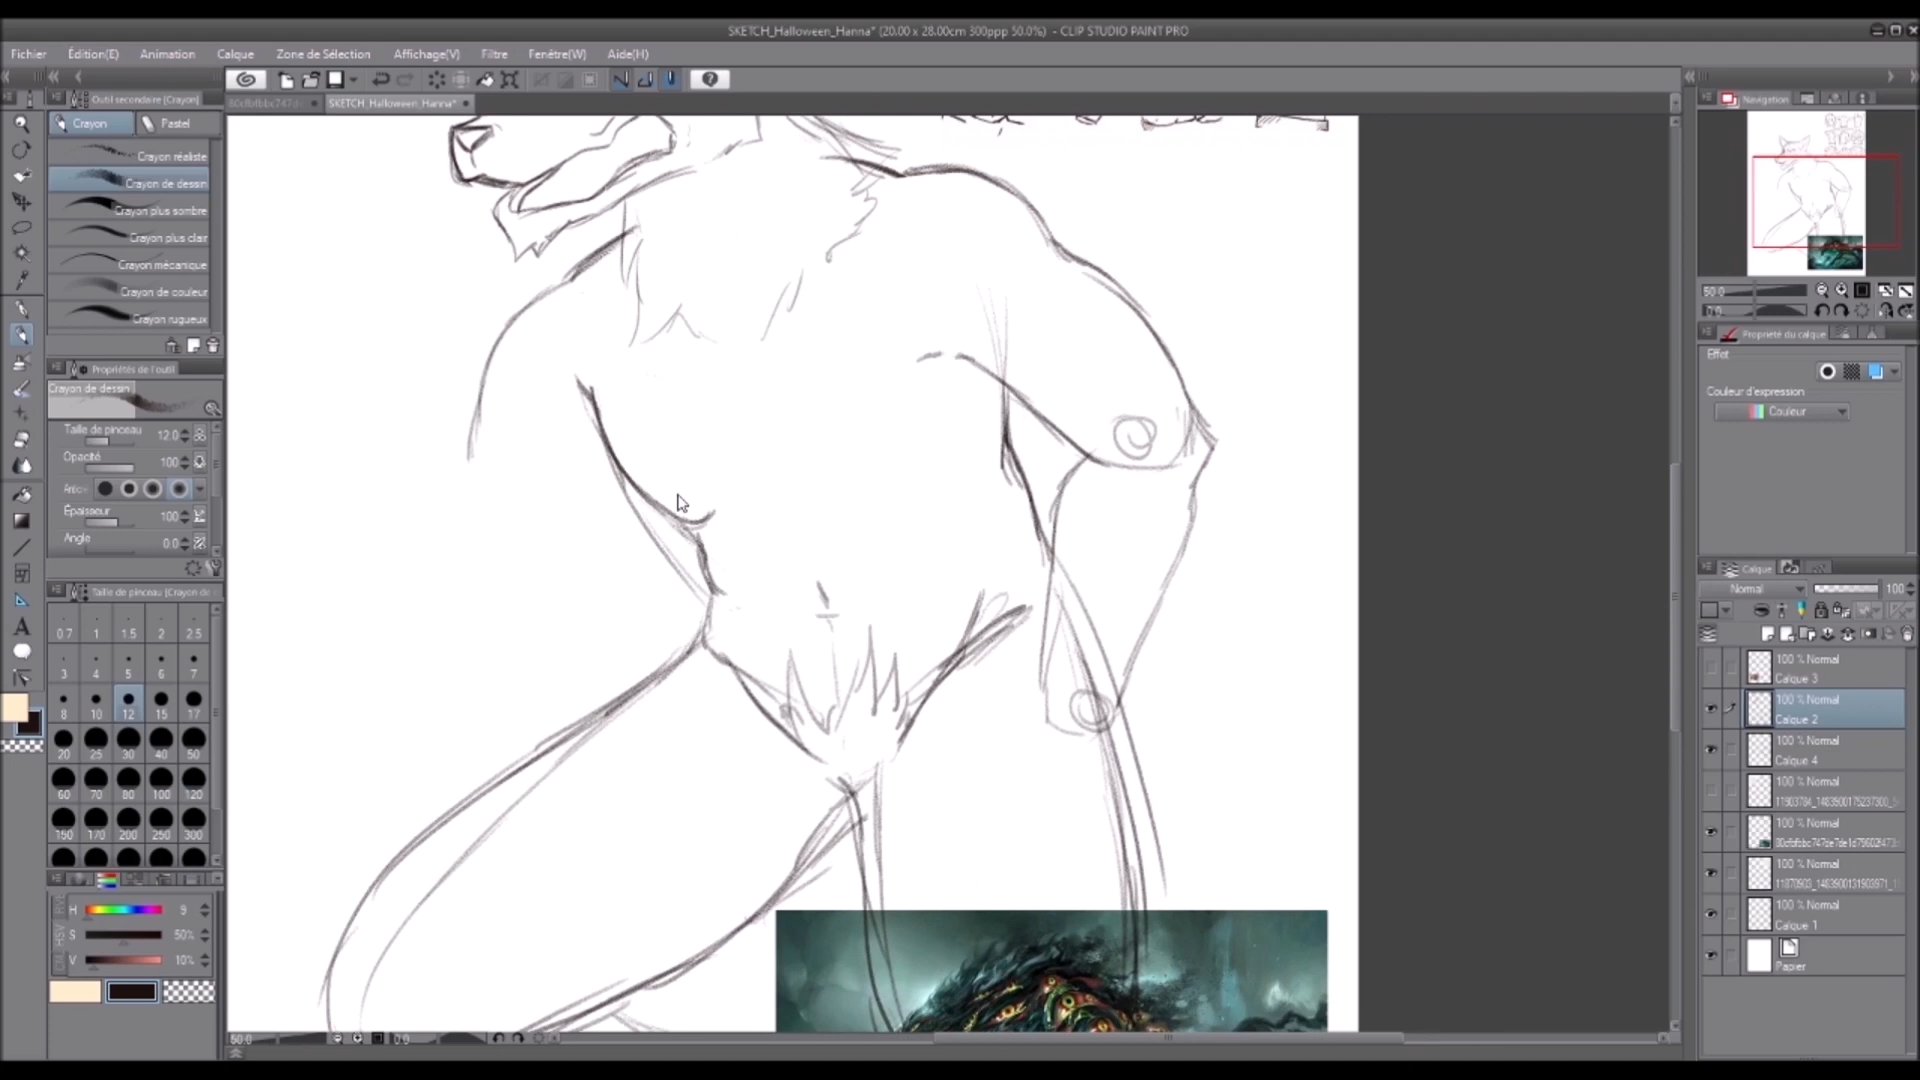 SKETCH_Halloween_Hanna* (20.00 x 28.00cm 300ppp 50.0%) - CLIP STUDIO PAINT PRO
Fichier Édition(E) Animation Calque Zone de Sélection Affichage(V) Filtre Fenêtre(W) Aide(H)
Outil secondaire [Crayon]
SKETCH_Halloween_Hanna*
Navigation
Crayon
Pastel
Crayon réaliste
Crayon de dessin
Crayon plus sombre
Crayon plus clair
Crayon mécanique
Crayon de couleur
Crayon rugueux
Propriétés de l'outil
Crayon de dessin
Taille de pinceau 12.0
Opacité 100
Épaisseur 100
Angle 0.0
Taille de pinceau [Crayon de
0.7 1 1.5 2 2.5
3 4 5 6 7
8 10 12 15 17
20 25 30 40 50
60 70 80 100 120
150 170 200 250 300
H 9
S 50%
V 10%
50.0
0.0
50.0
0.0
Propriété du calque
Effet
Couleur d'expression
Couleur
Calque
Normal 100
100 % Normal
Calque 3
100 % Normal
Calque 2
100 % Normal
Calque 4
100 % Normal
100 % Normal
100 % Normal
100 % Normal
Calque 1
Papier